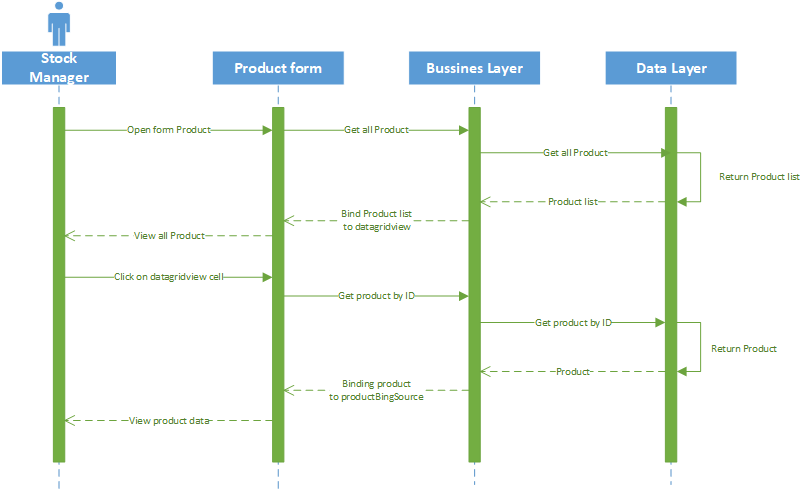 Stock
Manager
Product form
Bussines Layer
Data Layer
Open form Product
Get all Product
Get all Product
Return Product list
Product list
Bind Product list
to datagridview
View all Product
Click on datagridview cell
Get product by ID
Get product by ID
Return Product
Product
Binding product
to productBingSource
View product data